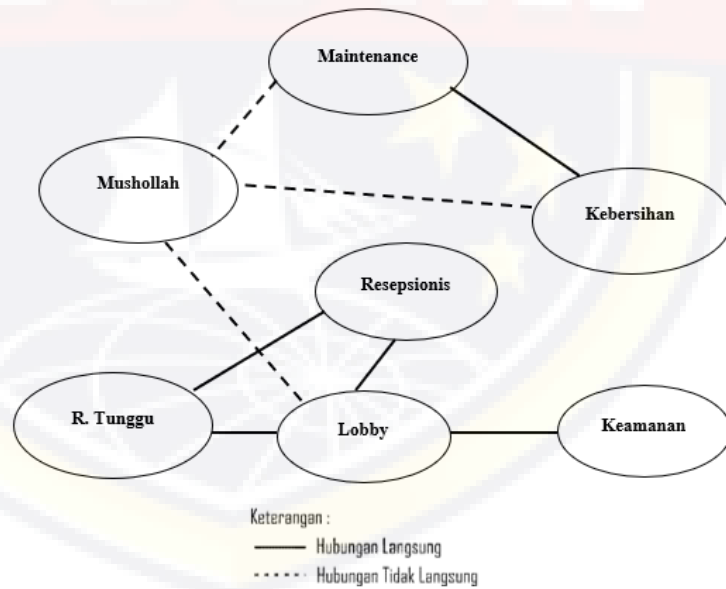 Maintenance
Mushollah
Kebersihan
Resepsionis
R. Tunggu
Lobby
Keamanan
Keterangan :
Hubungan Langsung
Hubungan Tidak Langsung